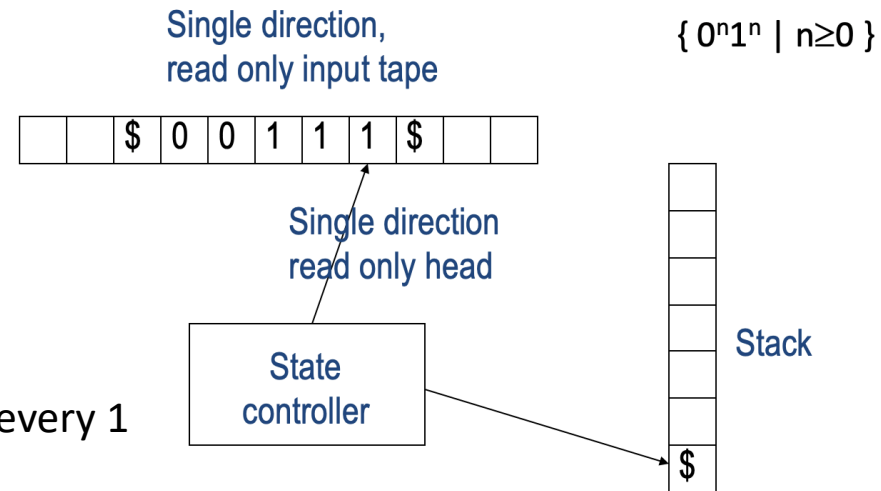 Single direction,
read only input tape
{ 0ⁿ1ⁿ | n≥0 }
$ 0 0 1 1 1 $
Single direction
read only head
State
controller
Stack
every 1
$